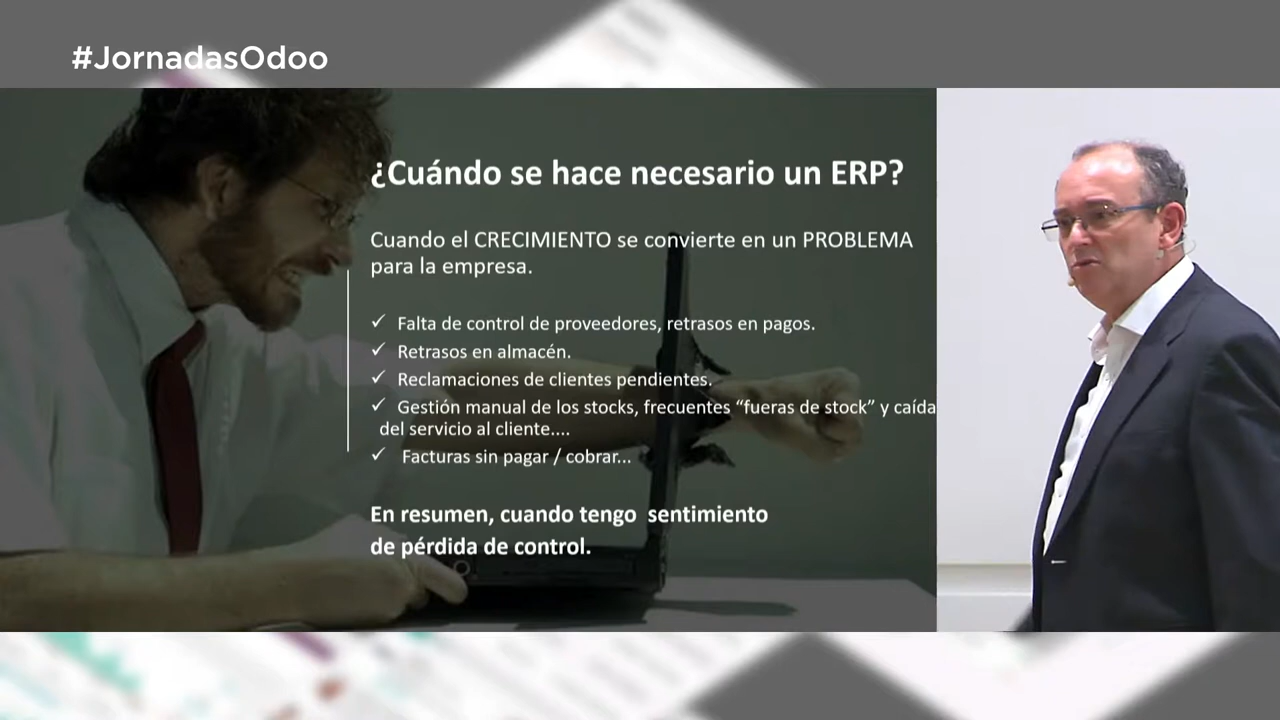 #JornadasOdoo
¿Cuándo se hace necesario un ERP?
Cuando el CRECIMIENTO se convierte en un PROBLEMA
para la empresa.
✓ Falta de control de proveedores, retrasos en pagos.
✓ Retrasos en almacén.
✓ Reclamaciones de clientes pendientes.
✓ Gestión manual de los stocks, frecuentes “fueras de stock” y caída
del servicio al cliente....
✓ Facturas sin pagar / cobrar...
En resumen, cuando tengo sentimiento
de pérdida de control.